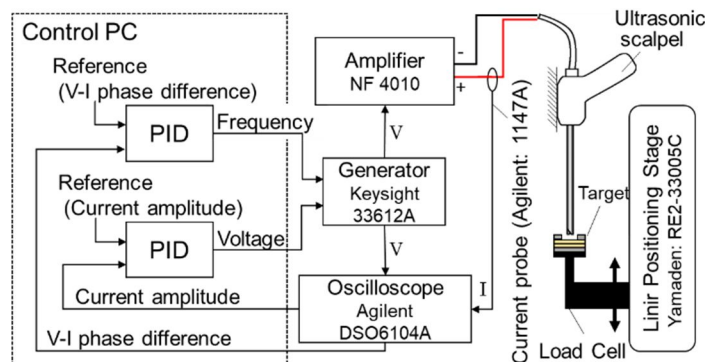 Control PC
Reference
(V-I phase difference)
PID
Frequency
Reference
(Current amplitude)
PID
Voltage
Current amplitude
V-I phase difference
Amplifier
NF 4010
-
+
V
Generator
Keysight
33612A
V
Oscilloscope
Agilent
DSO6104A
I
Current probe (Agilent: 1147A)
Ultrasonic
scalpel
Target
Load Cell
Linir Positioning Stage
Yamaden: RE2-33005C